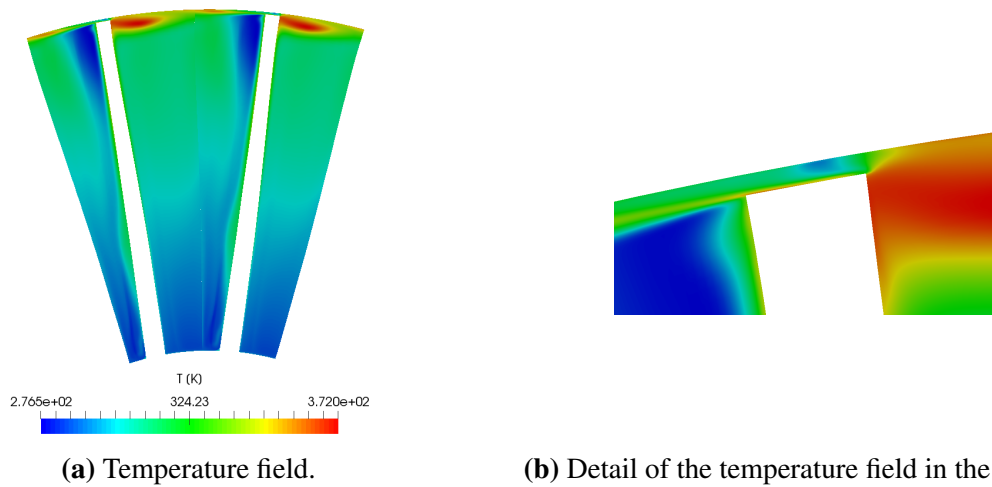 T (K)
2.765e+02 324.23 3.720e+02
(a) Temperature field.
(b) Detail of the temperature field in the